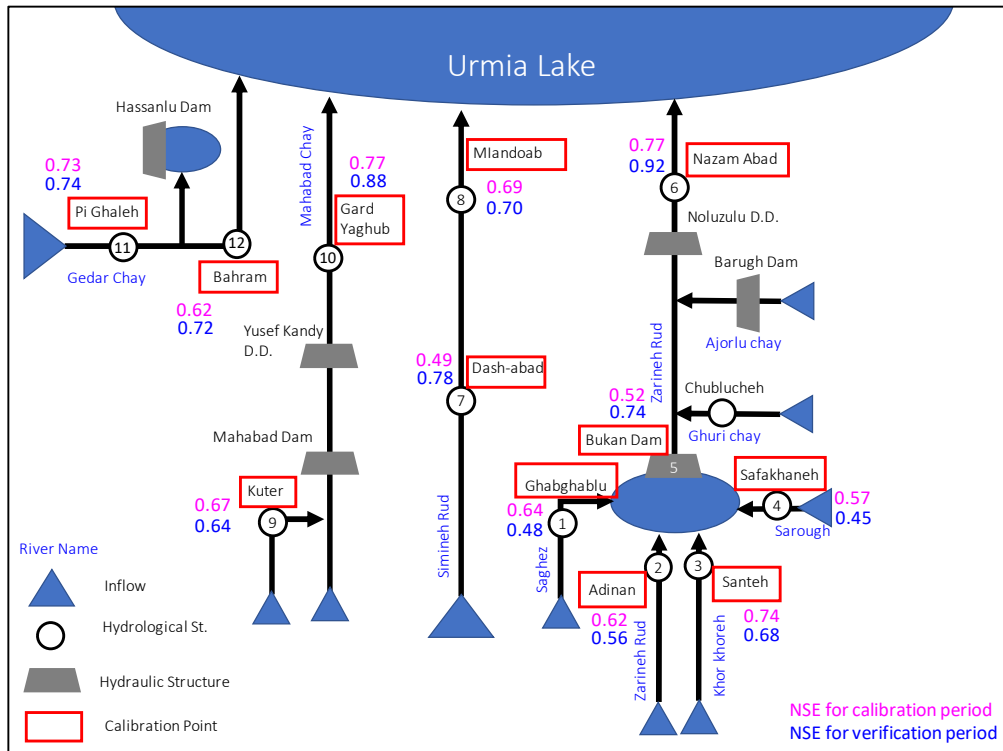 Urmia Lake
Hassanlu Dam
0.73
0.74
Pi Ghaleh
11
12
Gedar Chay
Bahram
0.62
0.72
Mahabad Chay
0.77
0.88
Gard
Yaghub
10
Yusef Kandy
D.D.
Mahabad Dam
Kuter
0.67
0.64
9
MIandoab
8
0.69
0.70
0.49
0.78
Dash-abad
7
Simineh Rud
0.77
0.92
Nazam Abad
6
Noluzulu D.D.
Barugh Dam
Ajorlu chay
Zarineh Rud
Chublucheh
Ghuri chay
0.52
0.74
Bukan Dam
5
Ghabghablu
0.64
0.48
1
Saghez
Safakhaneh
4
0.57
0.45
Sarough
2
Adinan
0.62
0.56
Zarineh Rud
3
Santeh
0.74
0.68
Khor khoreh
River Name
Inflow
Hydrological St.
Hydraulic Structure
Calibration Point
NSE for calibration period
NSE for verification period